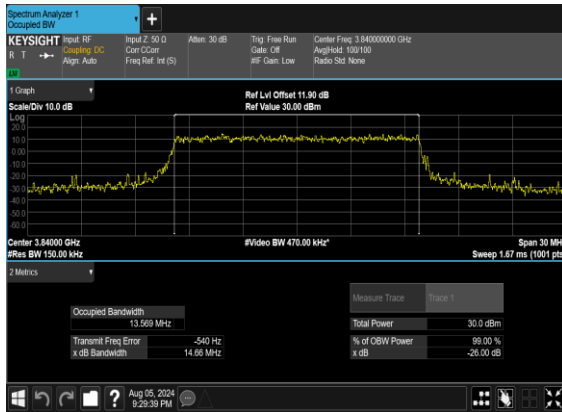 Spectrum Analyzer 1
Occupied BW
KEYSIGHT
R T
LXI
Input: RF
Coupling: DC
Align: Auto
Input Z: 50 Ω
Corr CCorr
Freq Ref: Int (S)
Atten: 30 dB
Trig: Free Run
Gate: Off
#IF Gain: Low
Center Freq: 3.840000000 GHz
Avg|Hold: 100/100
Radio Std: None
1 Graph
Scale/Div 10.0 dB
Ref Lvl Offset 11.90 dB
Ref Value 30.00 dBm
Log
20.0
10.0
0.00
-10.0
-20.0
-30.0
-40.0
-50.0
-60.0
Center 3.84000 GHz
#Res BW 150.00 kHz
#Video BW 470.00 kHz*
Span 30 MH
Sweep 1.67 ms (1001 pts
2 Metrics
Occupied Bandwidth
13.569 MHz
Transmit Freq Error -540 Hz
x dB Bandwidth 14.66 MHz
Measure Trace Trace 1
Total Power 30.0 dBm
% of OBW Power 99.00 %
x dB -26.00 dB
?
Aug 05, 2024
9:29:39 PM